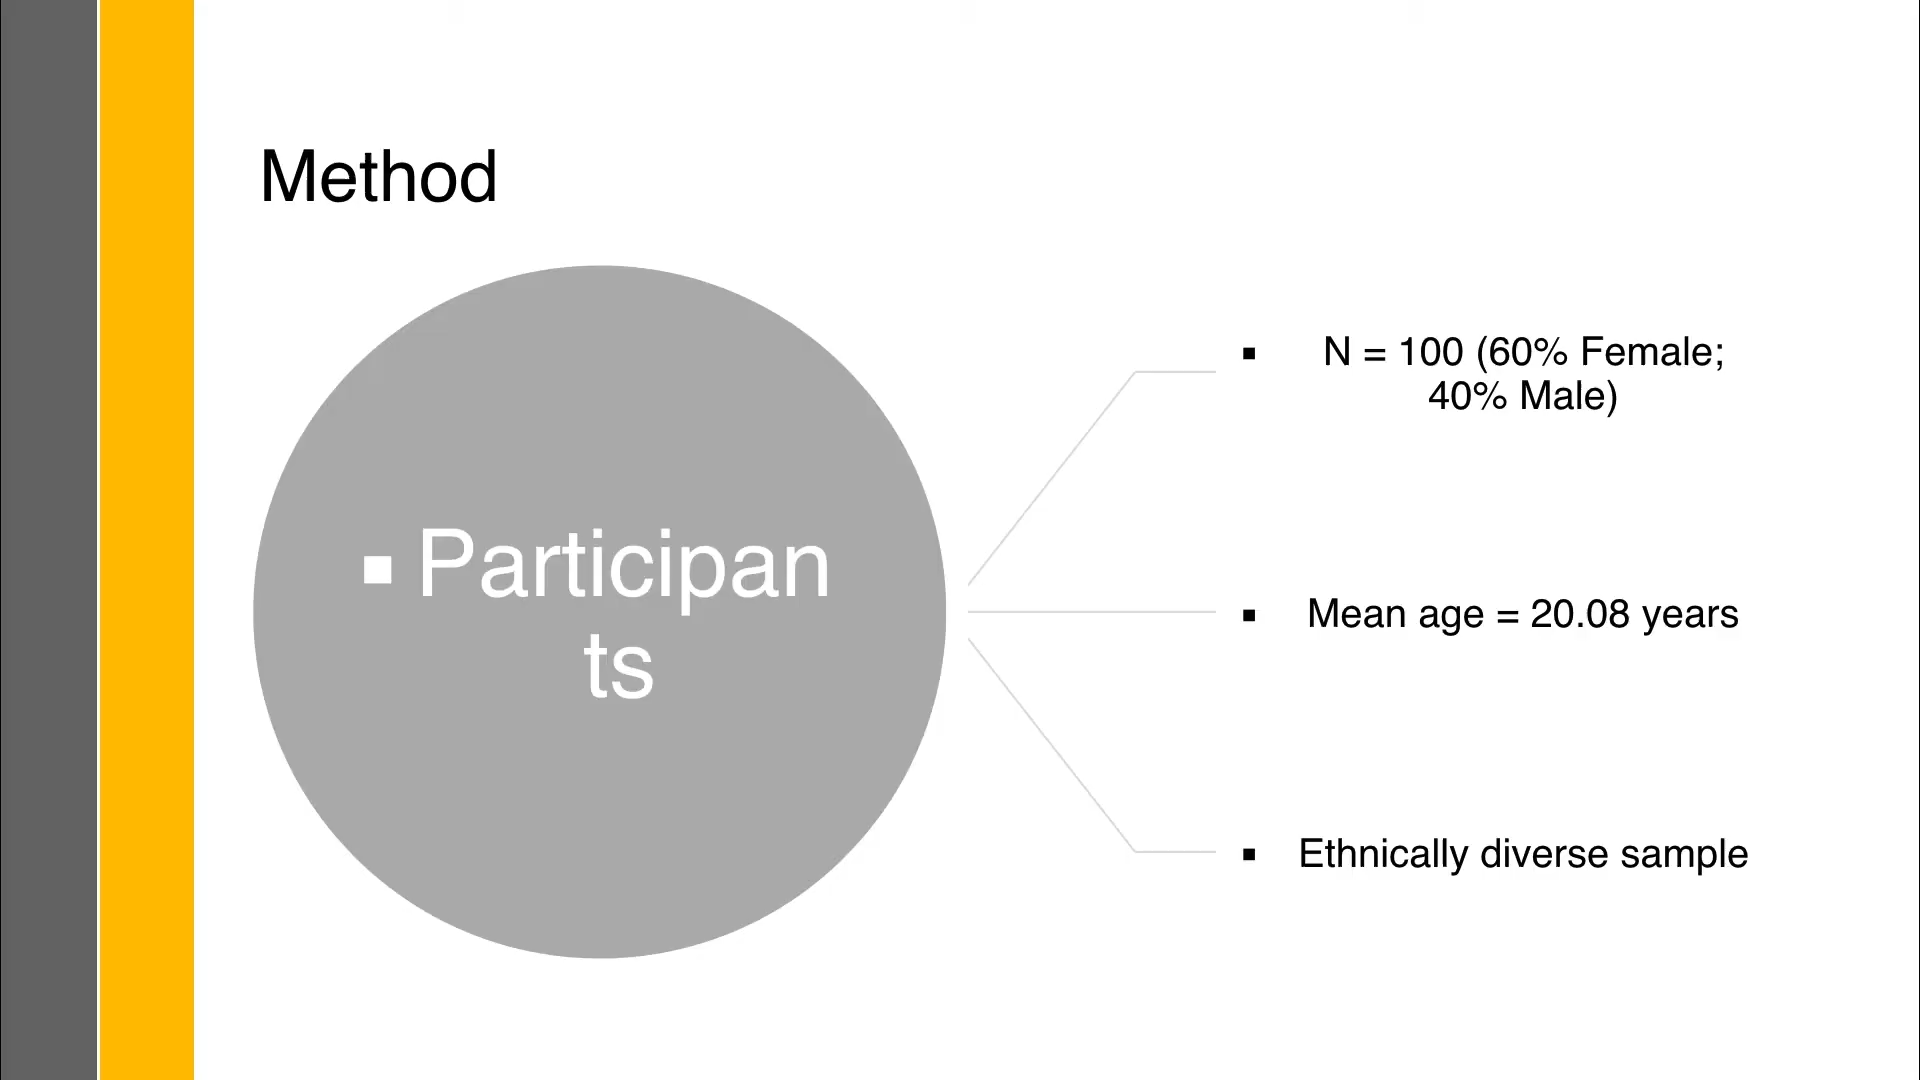 Method
▪ Participan
ts
▪ N = 100 (60% Female;
40% Male)
▪ Mean age = 20.08 years
▪ Ethnically diverse sample